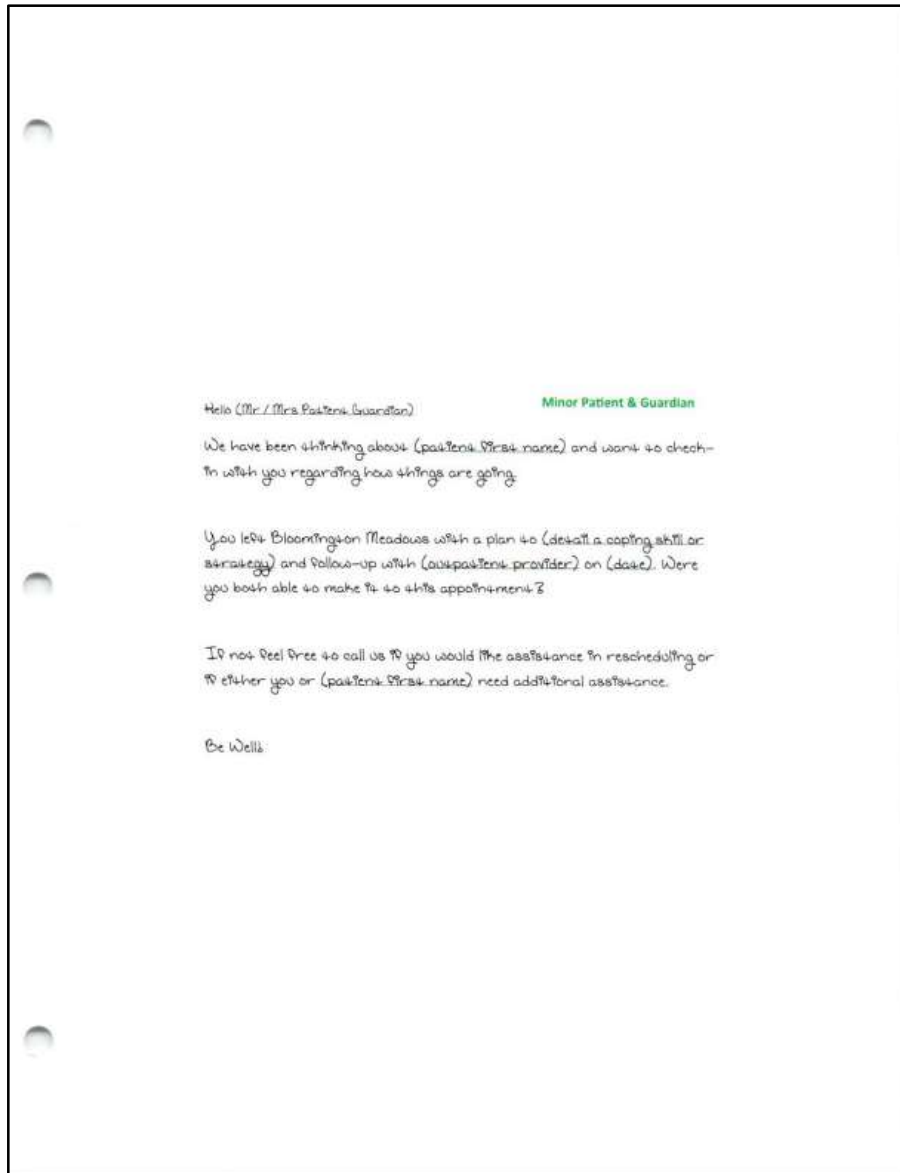 Minor Patient & Guardian
Hello (Mr / Mrs Patient Guardian)
We have been thinking about (patient first name) and want to check-
in with you regarding how things are going.
You left Bloomington Meadows with a plan to (detail a coping skill or
strategy) and follow-up with (outpatient provider) on (date). Were
you both able to make it to this appointment?
If not feel free to call us if you would like assistance in rescheduling or
if either you or (patient first name) need additional assistance.
Be Well!